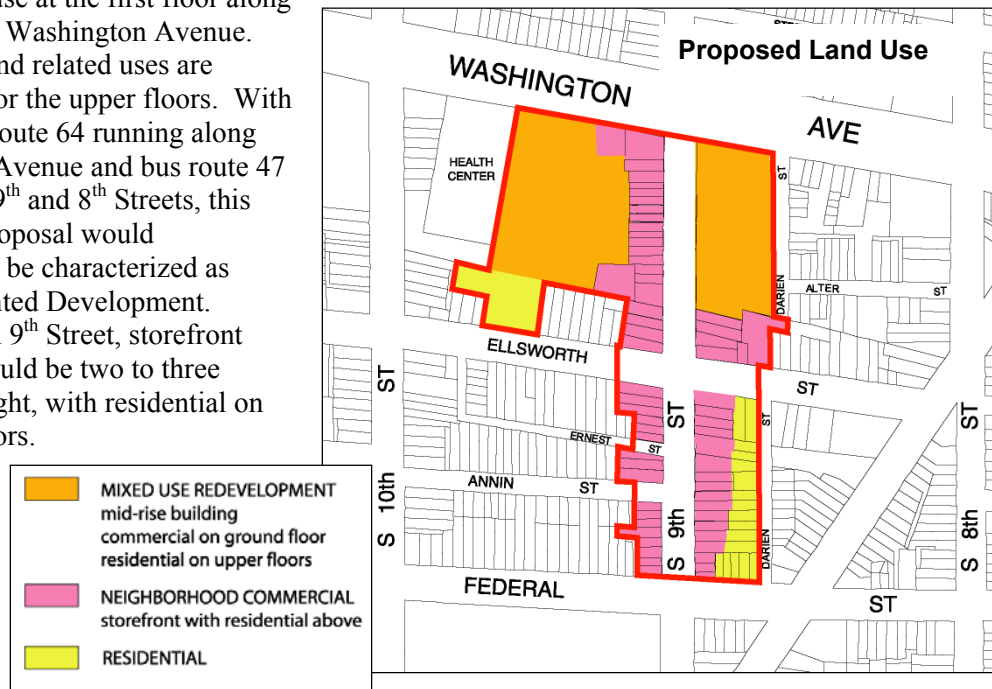 use at the first floor along
Washington Avenue.
nd related uses are
or the upper floors. With
oute 64 running along
Avenue and bus route 47
9th and 8th Streets, this
oposal would
be characterized as
nted Development.
9th Street, storefront
uld be two to three
ght, with residential on
ors.
Proposed Land Use
WASHINGTON
AVE
HEALTH
CENTER
ST
DARIEN
ALTER
ST
ELLSWORTH
ST
ST
S 10th
ERNEST
ST
ANNIN
ST
ST
S 9th
ST
DARIEN
ST
S 8th
FEDERAL
ST
MIXED USE REDEVELOPMENT
mid-rise building
commercial on ground floor
residential on upper floors
NEIGHBORHOOD COMMERCIAL
storefront with residential above
RESIDENTIAL